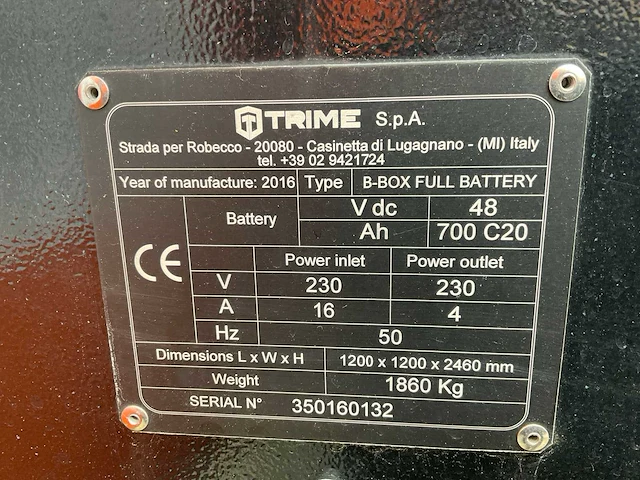 TRIME S.p.A.
Strada per Robecco - 20080 - Casinetta di Lugagnano - (MI) Italy
tel. +39 02 9421724
Year of manufacture: 2016 Type B-BOX FULL BATTERY
Battery V dc 48
Ah 700 C20
CE
Power inlet Power outlet
V 230 230
A 16 4
Hz 50
Dimensions L x W x H 1200 x 1200 x 2460 mm
Weight 1860 Kg
SERIAL N° 350160132